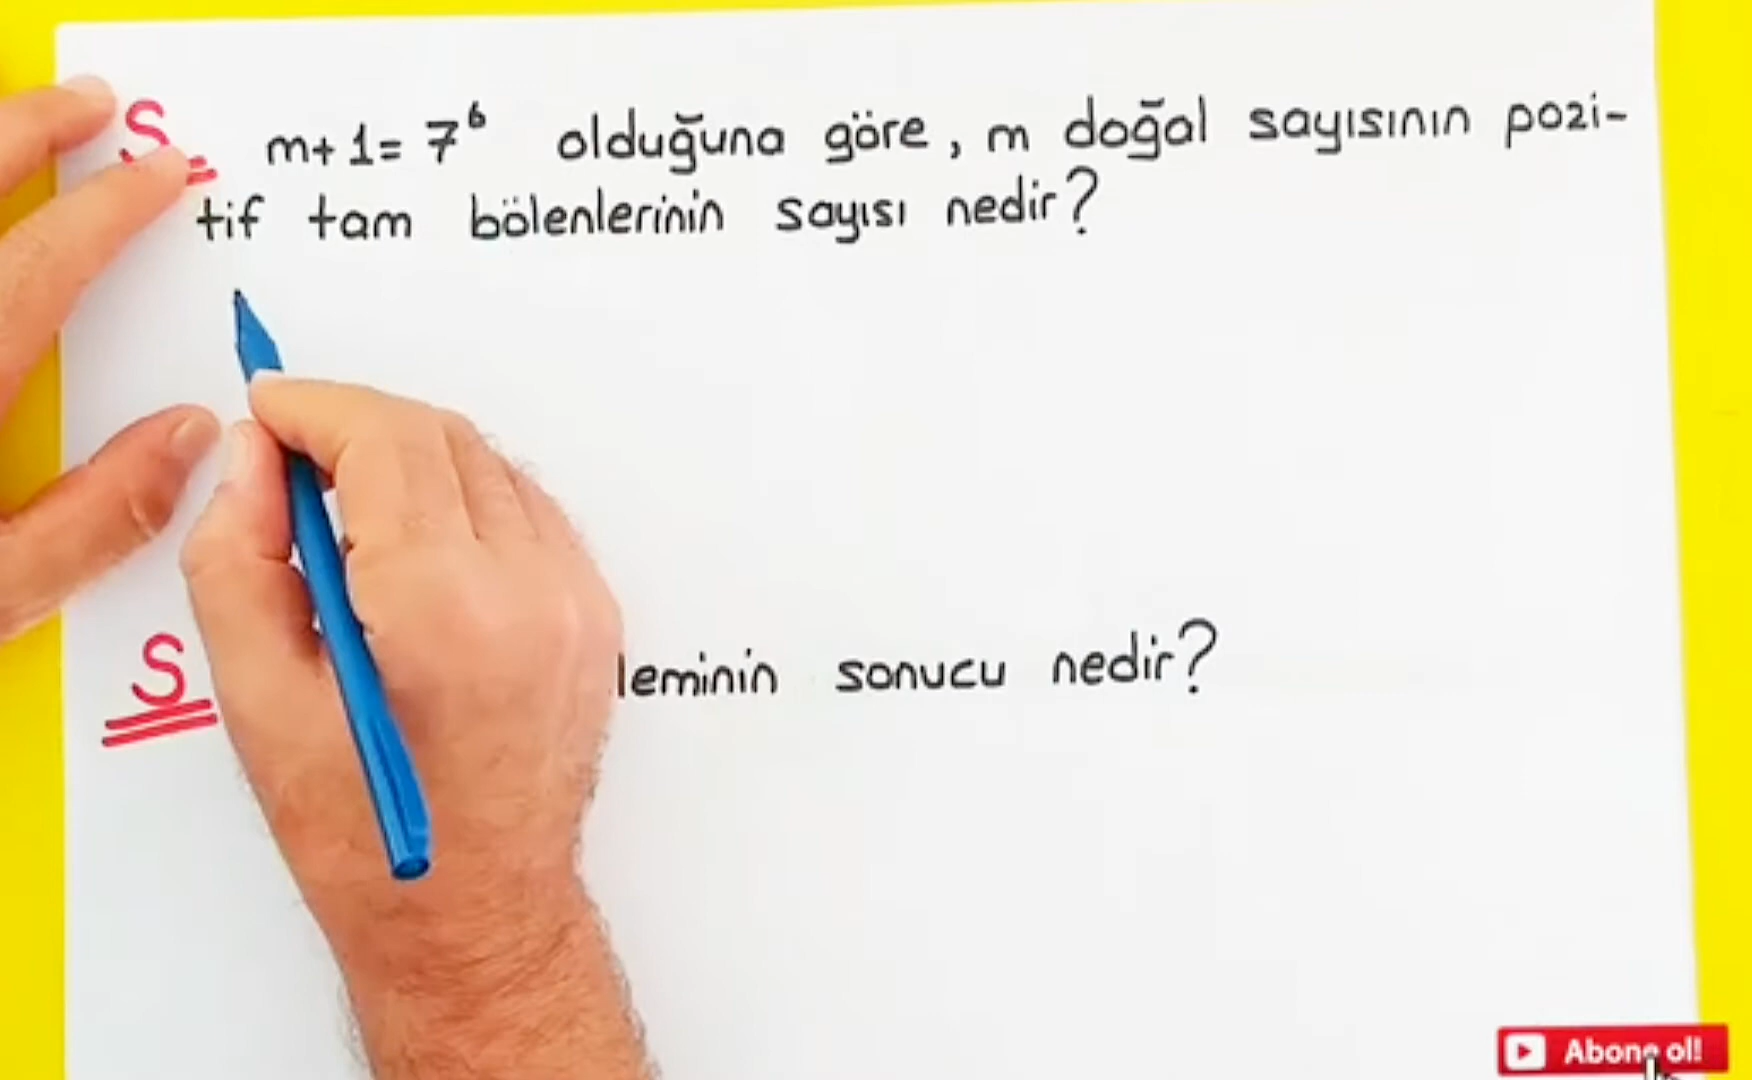 S m+1=7⁶ olduğuna göre, m doğal sayısının pozi-
tif tam bölenlerinin sayısı nedir?
S leminin sonucu nedir?
Abone ol!